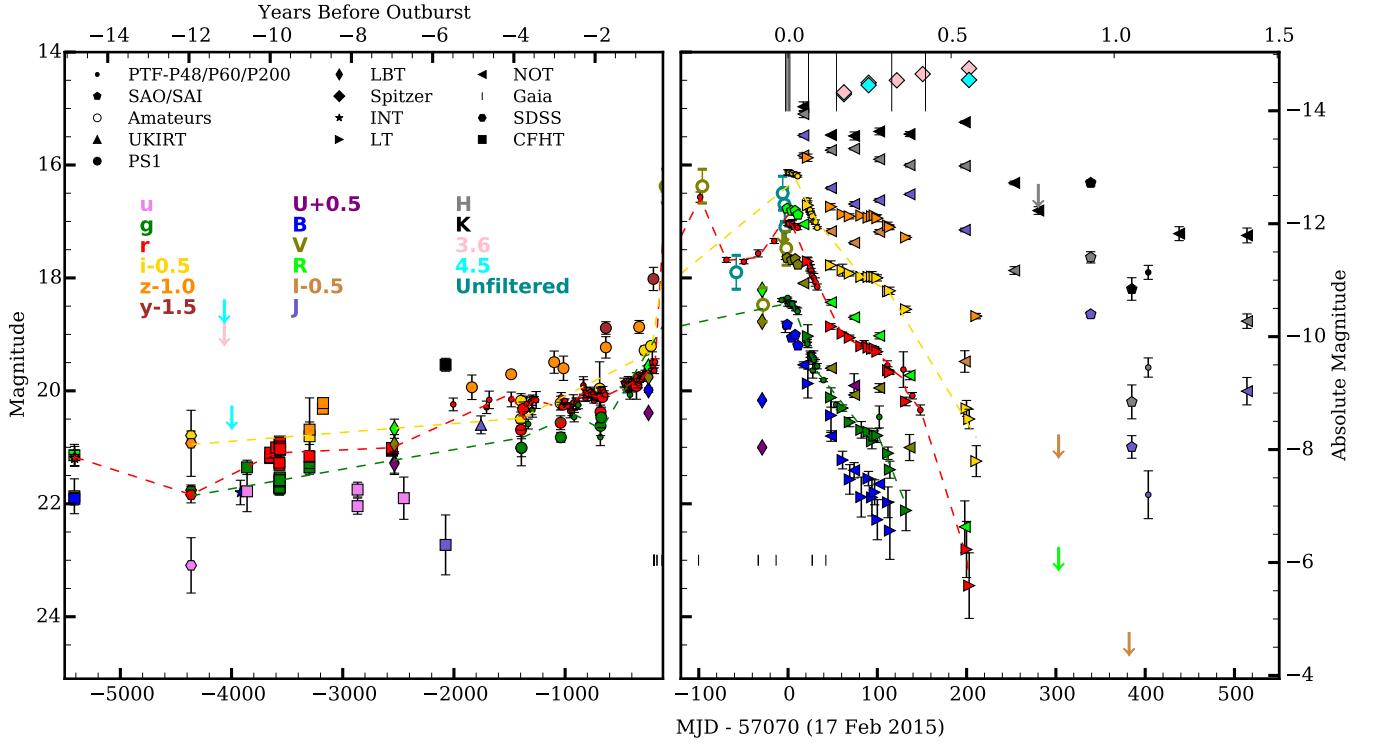 Years Before Outburst
−14 −12 −10 −8 −6 −4 −2
0.0 0.5 1.0 1.5
14
16
18
20
22
24
Magnitude
PTF-P48/P60/P200
SAO/SAI
Amateurs
UKIRT
PS1
LBT
Spitzer
INT
LT
NOT
Gaia
SDSS
CFHT
u
g
r
i-0.5
z-1.0
y-1.5
U+0.5
B
V
R
I-0.5
J
H
K
3.6
4.5
Unfiltered
−14
−12
−10
−8
−6
−4
Absolute Magnitude
−5000 −4000 −3000 −2000 −1000
−100 0 100 200 300 400 500
MJD - 57070 (17 Feb 2015)